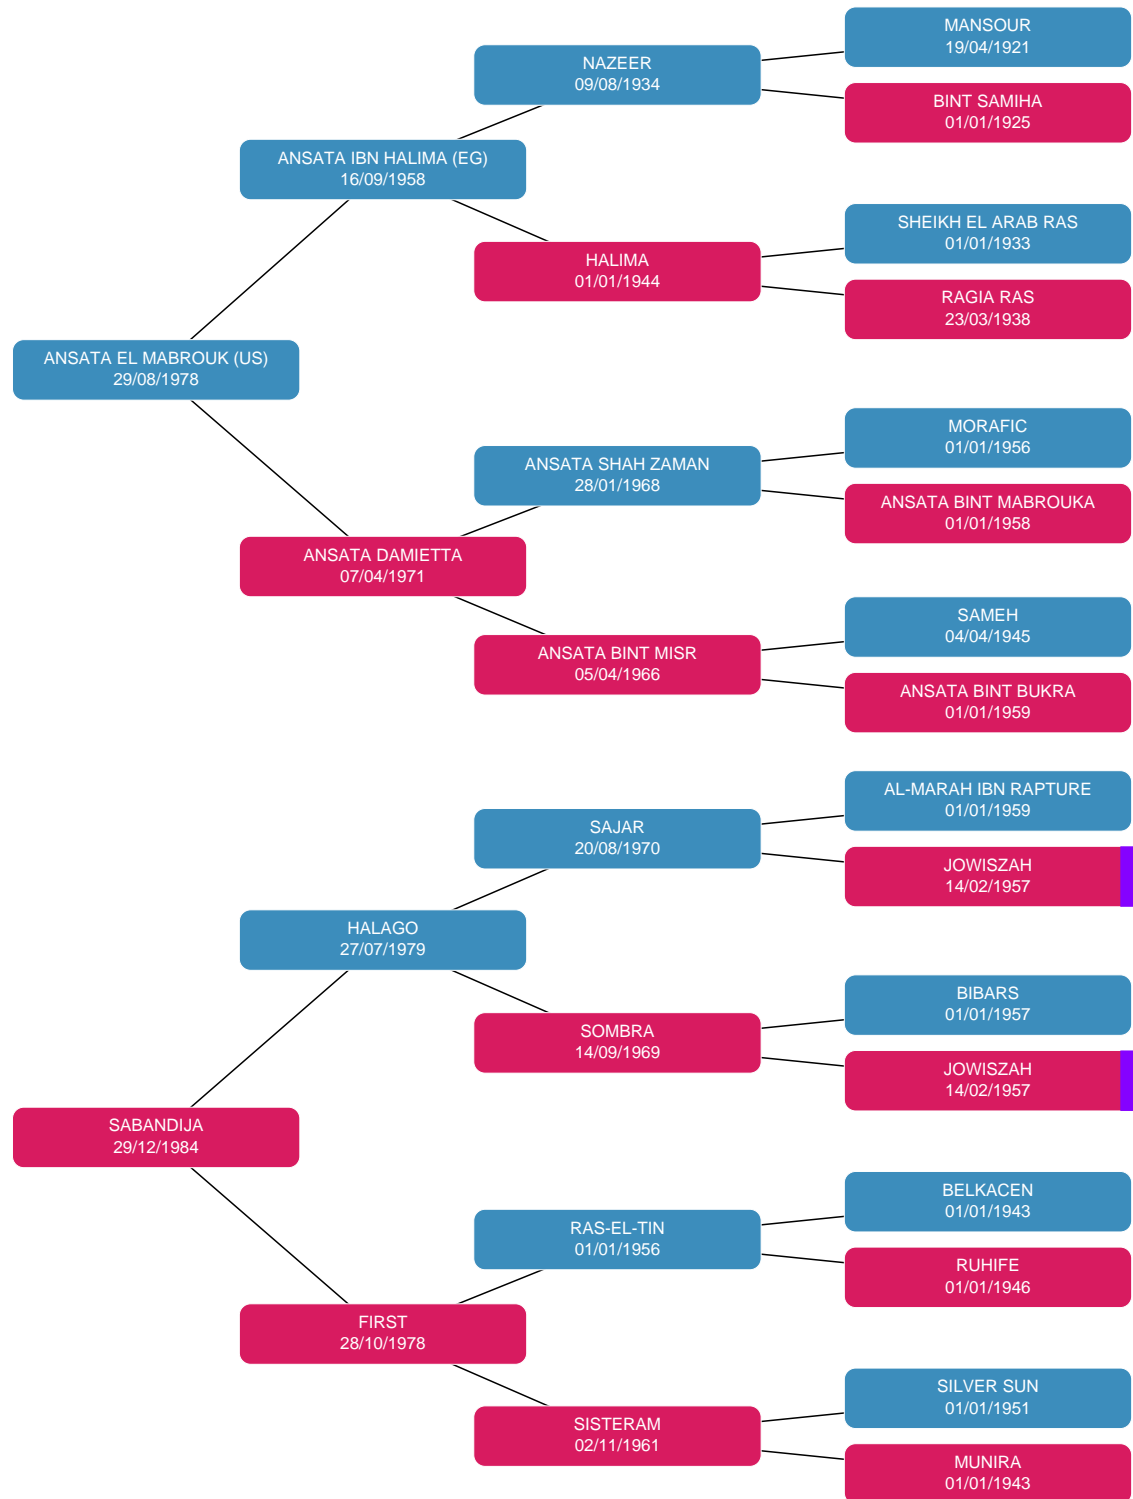 MANSOUR
19/04/1921
NAZEER
09/08/1934
BINT SAMIHA
01/01/1925
ANSATA IBN HALIMA (EG)
16/09/1958
SHEIKH EL ARAB RAS
01/01/1933
HALIMA
01/01/1944
RAGIA RAS
23/03/1938
ANSATA EL MABROUK (US)
29/08/1978
MORAFIC
01/01/1956
ANSATA SHAH ZAMAN
28/01/1968
ANSATA BINT MABROUKA
01/01/1958
ANSATA DAMIETTA
07/04/1971
SAMEH
04/04/1945
ANSATA BINT MISR
05/04/1966
ANSATA BINT BUKRA
01/01/1959
AL-MARAH IBN RAPTURE
01/01/1959
SAJAR
20/08/1970
JOWISZAH
14/02/1957
HALAGO
27/07/1979
BIBARS
01/01/1957
SOMBRA
14/09/1969
JOWISZAH
14/02/1957
SABANDIJA
29/12/1984
BELKACEN
01/01/1943
RAS-EL-TIN
01/01/1956
RUHIFE
01/01/1946
FIRST
28/10/1978
SILVER SUN
01/01/1951
SISTERAM
02/11/1961
MUNIRA
01/01/1943